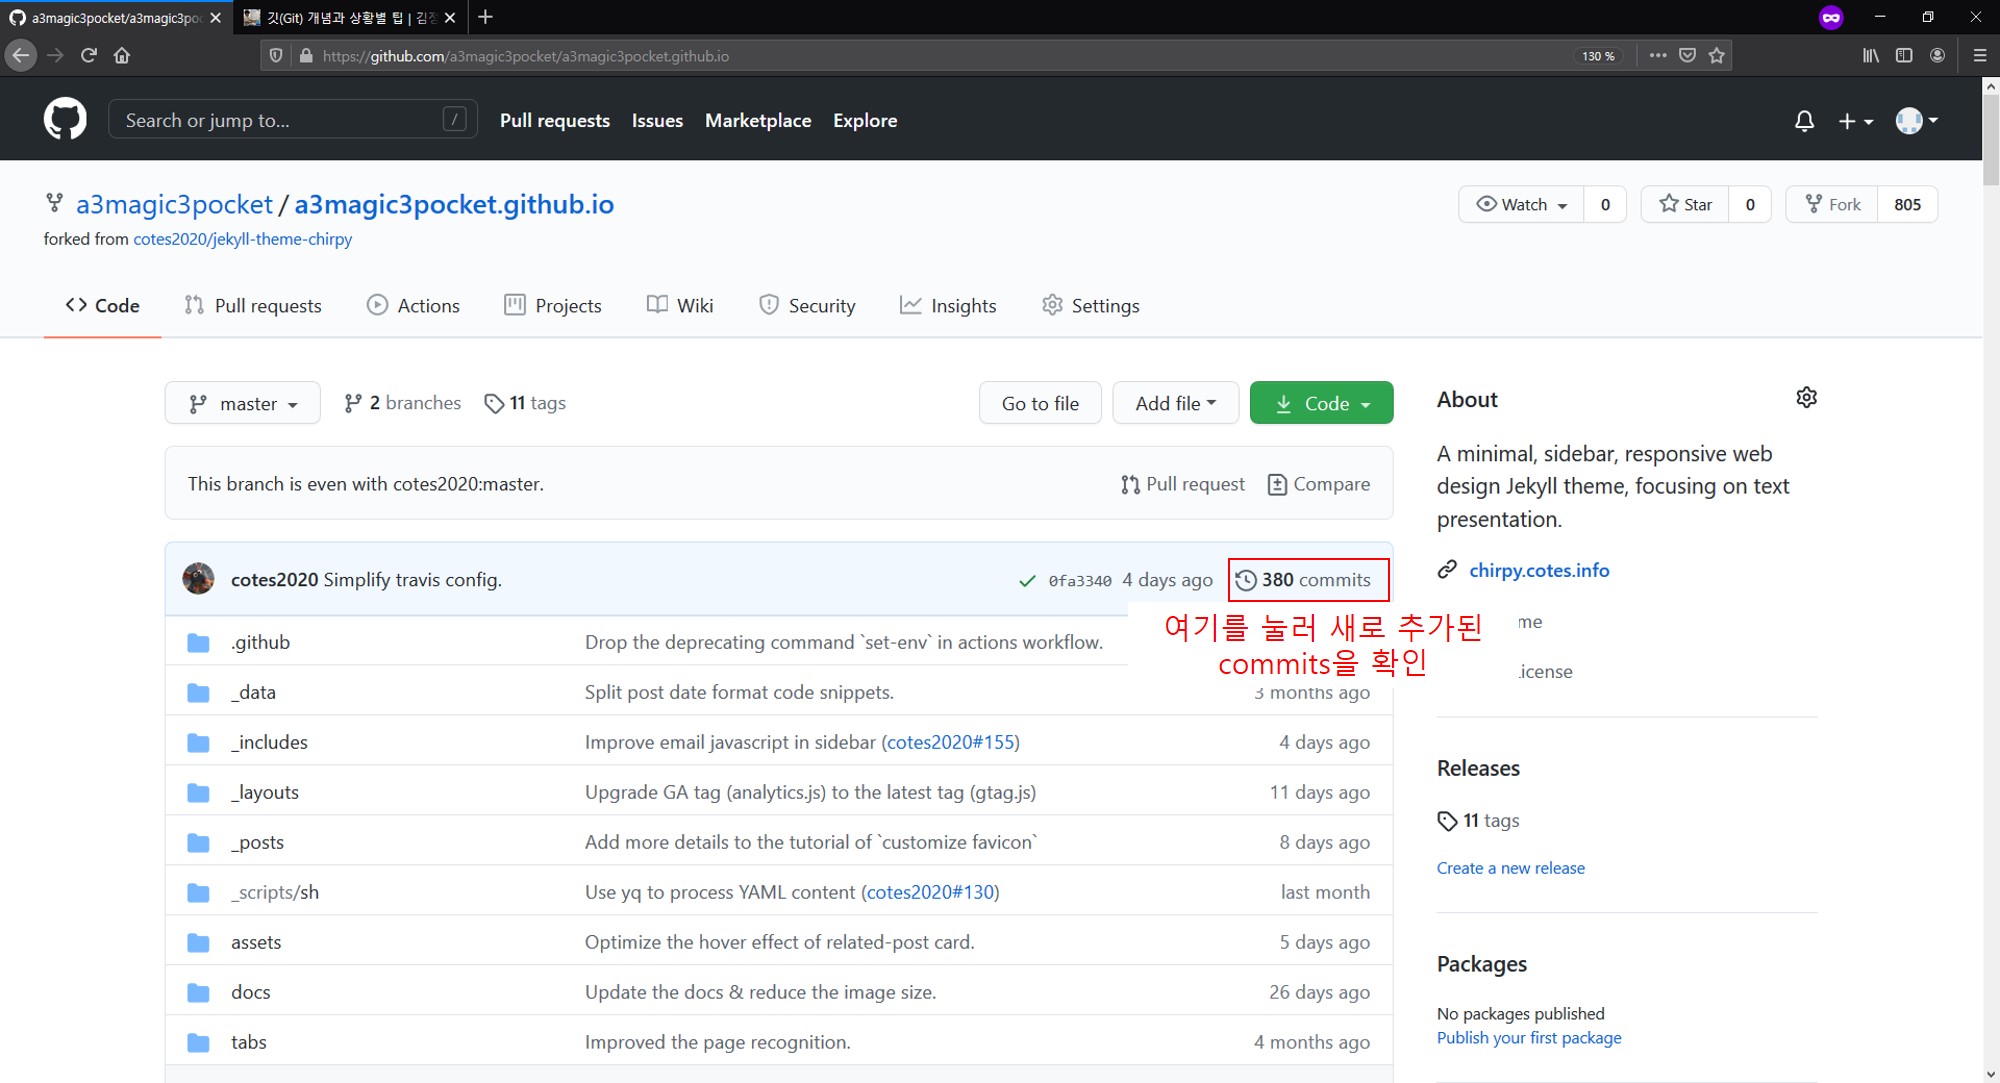 a3magic3pocket/a3magic3po
깃(Git) 개념과 상황별 팁 | 김정
https://github.com/a3magic3pocket/a3magic3pocket.github.io
130 %
Search or jump to...
/
Pull requests
Issues
Marketplace
Explore
a3magic3pocket / a3magic3pocket.github.io
forked from cotes2020/jekyll-theme-chirpy
Watch 0
Star 0
Fork 805
Code
Pull requests
Actions
Projects
Wiki
Security
Insights
Settings
master
2 branches
11 tags
Go to file
Add file
Code
This branch is even with cotes2020:master.
Pull request
Compare
cotes2020 Simplify travis config.
0fa3340 4 days ago
380 commits
여기를 눌러 새로 추가된
commits을 확인
.github Drop the deprecating command `set-env` in actions workflow.
_data Split post date format code snippets. 3 months ago
_includes Improve email javascript in sidebar (cotes2020#155) 4 days ago
_layouts Upgrade GA tag (analytics.js) to the latest tag (gtag.js) 11 days ago
_posts Add more details to the tutorial of `customize favicon` 8 days ago
_scripts/sh Use yq to process YAML content (cotes2020#130) last month
assets Optimize the hover effect of related-post card. 5 days ago
docs Update the docs & reduce the image size. 26 days ago
tabs Improved the page recognition. 4 months ago
About
A minimal, sidebar, responsive web
design Jekyll theme, focusing on text
presentation.
chirpy.cotes.info
me
icense
Releases
11 tags
Create a new release
Packages
No packages published
Publish your first package